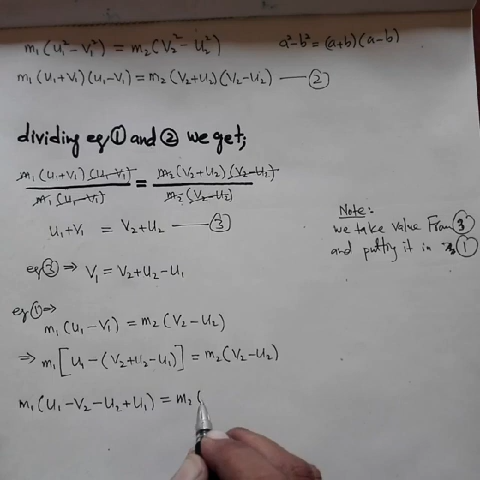 m₁(u₁²-v₁²) = m₂(v₂²-u₂²) a²-b²=(a+b)(a-b)
m₁(u₁+v₁)(u₁-v₁)=m₂(v₂+u₂)(v₂-u₂) — ②
dividing eq ① and ② we get;
m₁(u₁+v₁)(u₁-v₁)/m₁(u₁-v₁) = m₂(v₂+u₂)(v₂-u₂)/m₂(v₂-u₂)
u₁+v₁ = v₂+u₂ — ③
Note:
we take value From ③
and putting it in ①
eq ③ ⇒ v₁ = v₂+u₂-u₁
eq ① ⇒
m₁(u₁-v₁) = m₂(v₂-u₂)
⇒ m₁[u₁-(v₂+u₂-u₁)] = m₂(v₂-u₂)
m₁(u₁-v₂-u₂+u₁) = m₂(